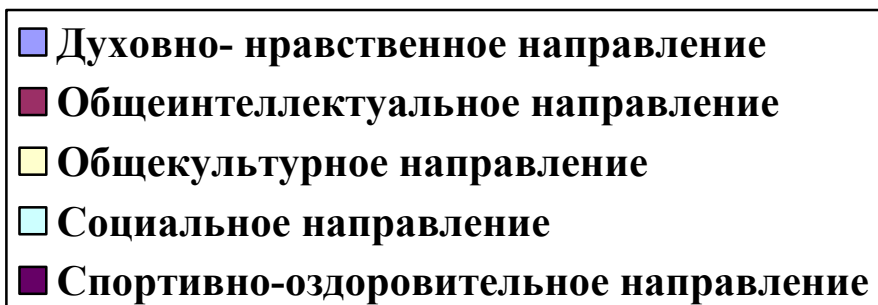 Духовно- нравственное направление
Общеинтеллектуальное направление
Общекультурное направление
Социальное направление
Спортивно-оздоровительное направление